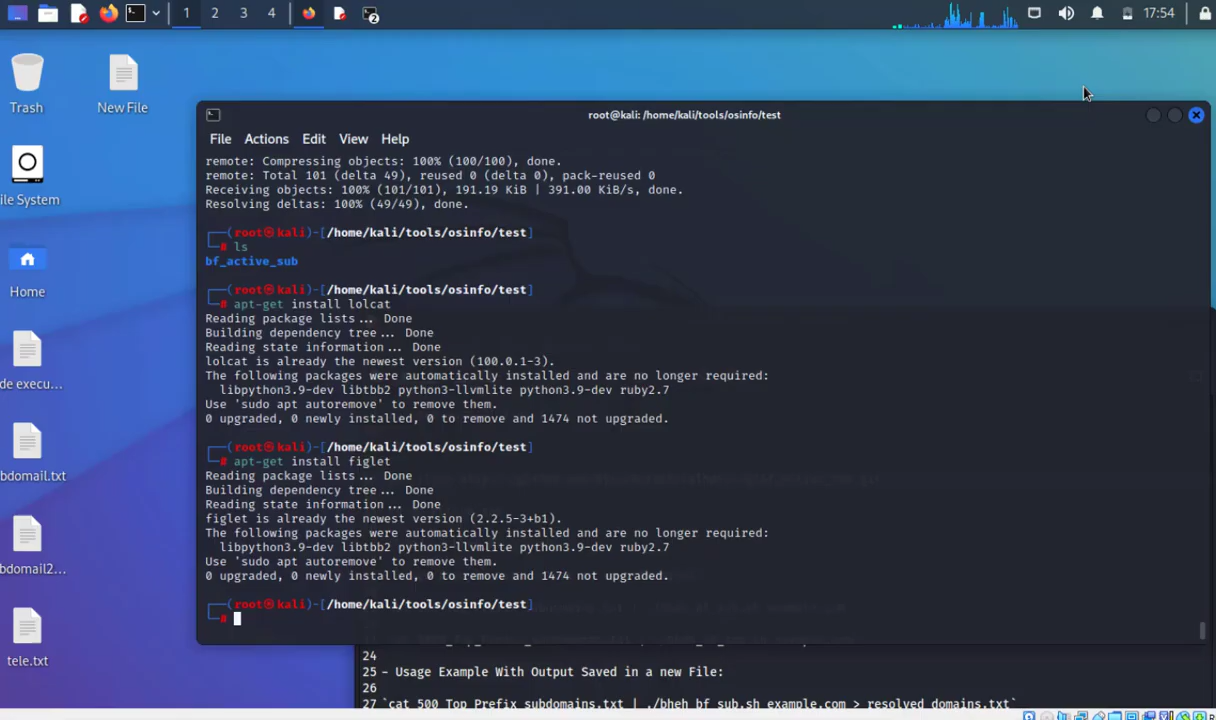 1 2 3 4 2 17:54
Trash
New File
root@kali: /home/kali/tools/osinfo/test
File Actions Edit View Help
ile System
Home
de execu...
bdomail.txt
bdomail2...
tele.txt
remote: Compressing objects: 100% (100/100), done.
remote: Total 101 (delta 49), reused 0 (delta 0), pack-reused 0
Receiving objects: 100% (101/101), 191.19 KiB | 391.00 KiB/s, done.
Resolving deltas: 100% (49/49), done.
┌──(root㉿kali)-[/home/kali/tools/osinfo/test]
└─# ls
bf_active_sub
┌──(root㉿kali)-[/home/kali/tools/osinfo/test]
└─# apt-get install lolcat
Reading package lists... Done
Building dependency tree... Done
Reading state information... Done
lolcat is already the newest version (100.0.1-3).
The following packages were automatically installed and are no longer required:
libpython3.9-dev libtbb2 python3-llvmlite python3.9-dev ruby2.7
Use 'sudo apt autoremove' to remove them.
0 upgraded, 0 newly installed, 0 to remove and 1474 not upgraded.
┌──(root㉿kali)-[/home/kali/tools/osinfo/test]
└─# apt-get install figlet
Reading package lists... Done
Building dependency tree... Done
Reading state information... Done
figlet is already the newest version (2.2.5-3+b1).
The following packages were automatically installed and are no longer required:
libpython3.9-dev libtbb2 python3-llvmlite python3.9-dev ruby2.7
Use 'sudo apt autoremove' to remove them.
0 upgraded, 0 newly installed, 0 to remove and 1474 not upgraded.
┌──(root㉿kali)-[/home/kali/tools/osinfo/test]
└─#
24
25 - Usage Example With Output Saved in a new File:
26
27 `cat 500_Top_Prefix_subdomains.txt | ./bheh_bf_sub.sh example.com > resolved_domains.txt`